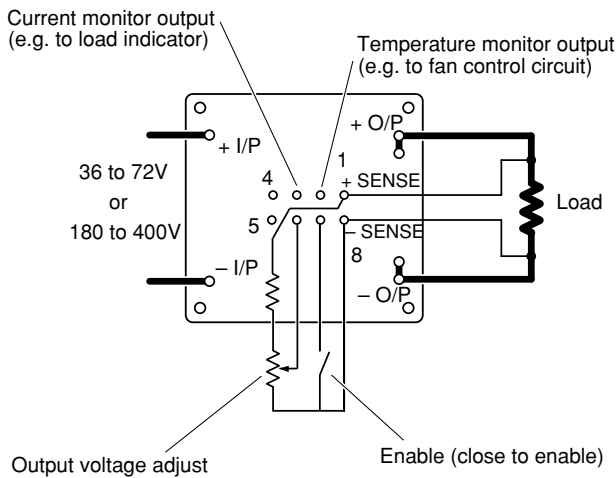 Current monitor output
(e.g. to load indicator)
Temperature monitor output
(e.g. to fan control circuit)
+ O/P
+ I/P
1
4
+ SENSE
36 to 72V
or
180 to 400V
Load
5
– SENSE
8
– I/P
– O/P
Output voltage adjust
Enable (close to enable)